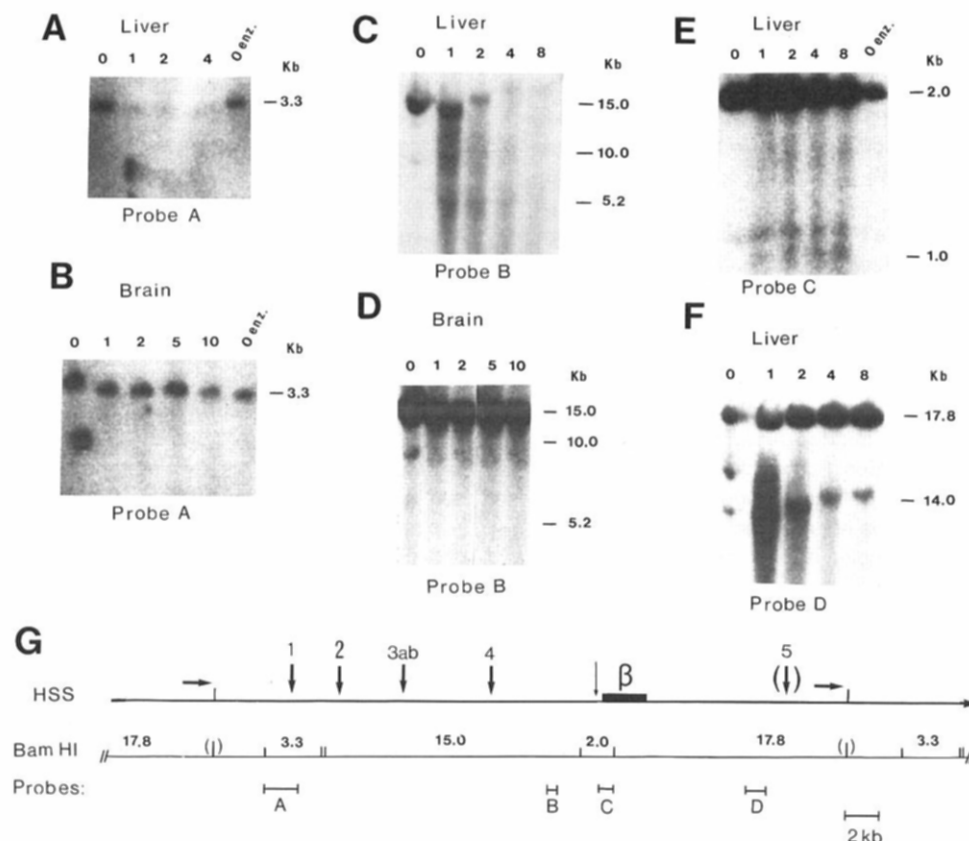 A
Liver
0 1 2 4 0 enz.
Kb
3.3
Probe A
B
Brain
0 1 2 5 10 0 enz.
Kb
3.3
Probe A
C
Liver
0 1 2 4 8
Kb
15.0
10.0
5.2
Probe B
D
Brain
0 1 2 5 10
Kb
15.0
10.0
5.2
Probe B
E
Liver
0 1 2 4 8 0 enz.
Kb
2.0
1.0
Probe C
F
Liver
0 1 2 4 8
Kb
17.8
14.0
Probe D
G
1 2 3ab 4 β 5
HSS ( )
Bam HI 17.8 ( ) 3.3 15.0 2.0 17.8 ( ) 3.3
Probes: A B C D
2 kb